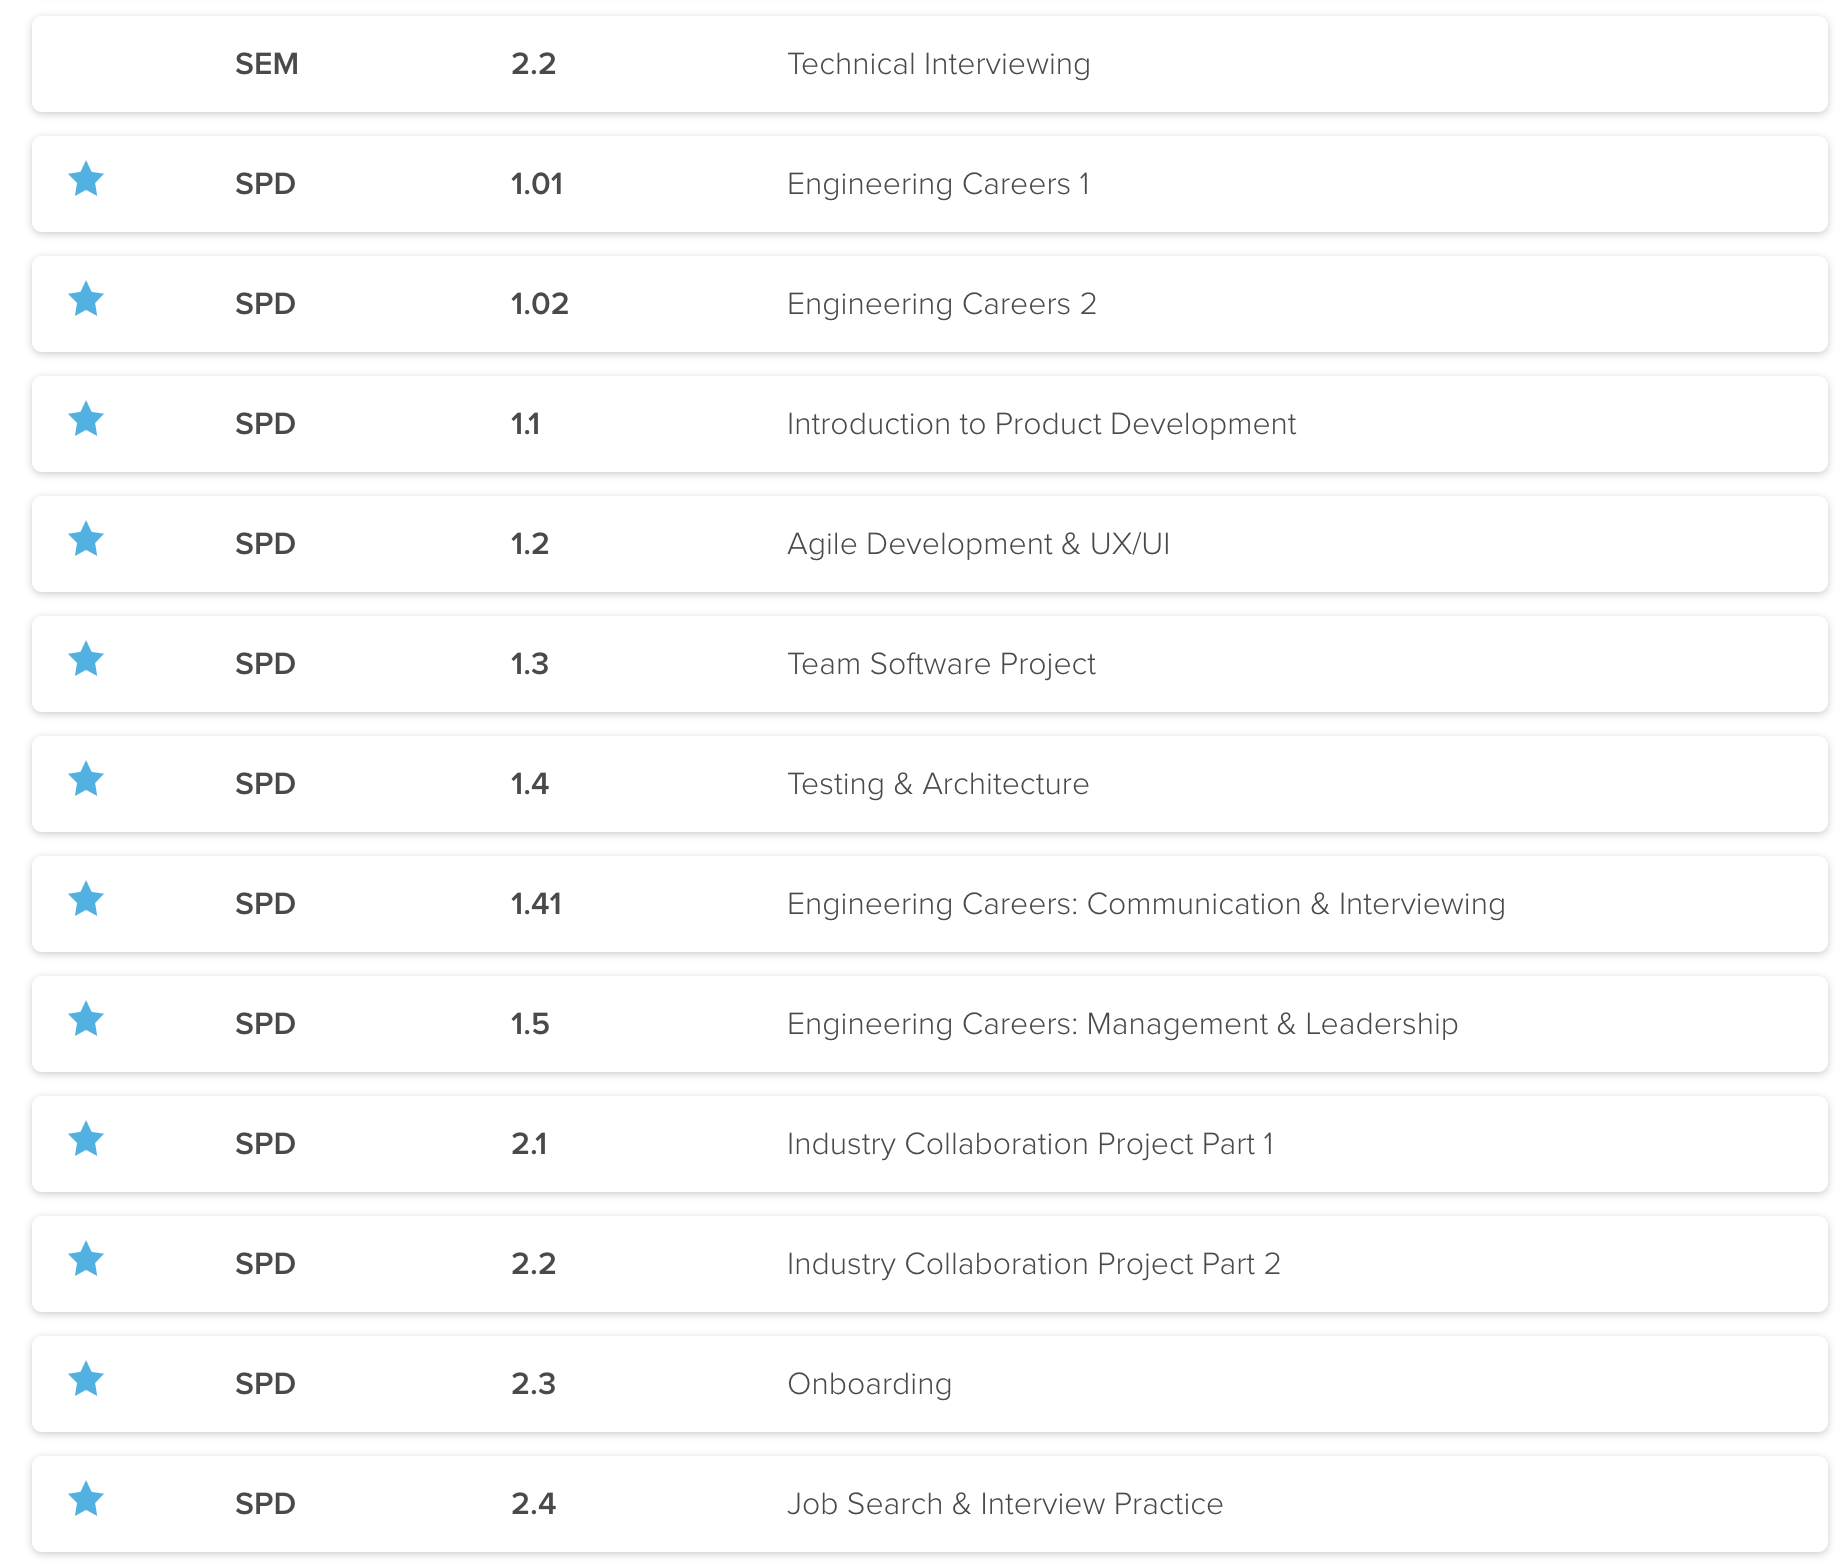 SEM 2.2 Technical Interviewing
SPD 1.01 Engineering Careers 1
SPD 1.02 Engineering Careers 2
SPD 1.1 Introduction to Product Development
SPD 1.2 Agile Development & UX/UI
SPD 1.3 Team Software Project
SPD 1.4 Testing & Architecture
SPD 1.41 Engineering Careers: Communication & Interviewing
SPD 1.5 Engineering Careers: Management & Leadership
SPD 2.1 Industry Collaboration Project Part 1
SPD 2.2 Industry Collaboration Project Part 2
SPD 2.3 Onboarding
SPD 2.4 Job Search & Interview Practice